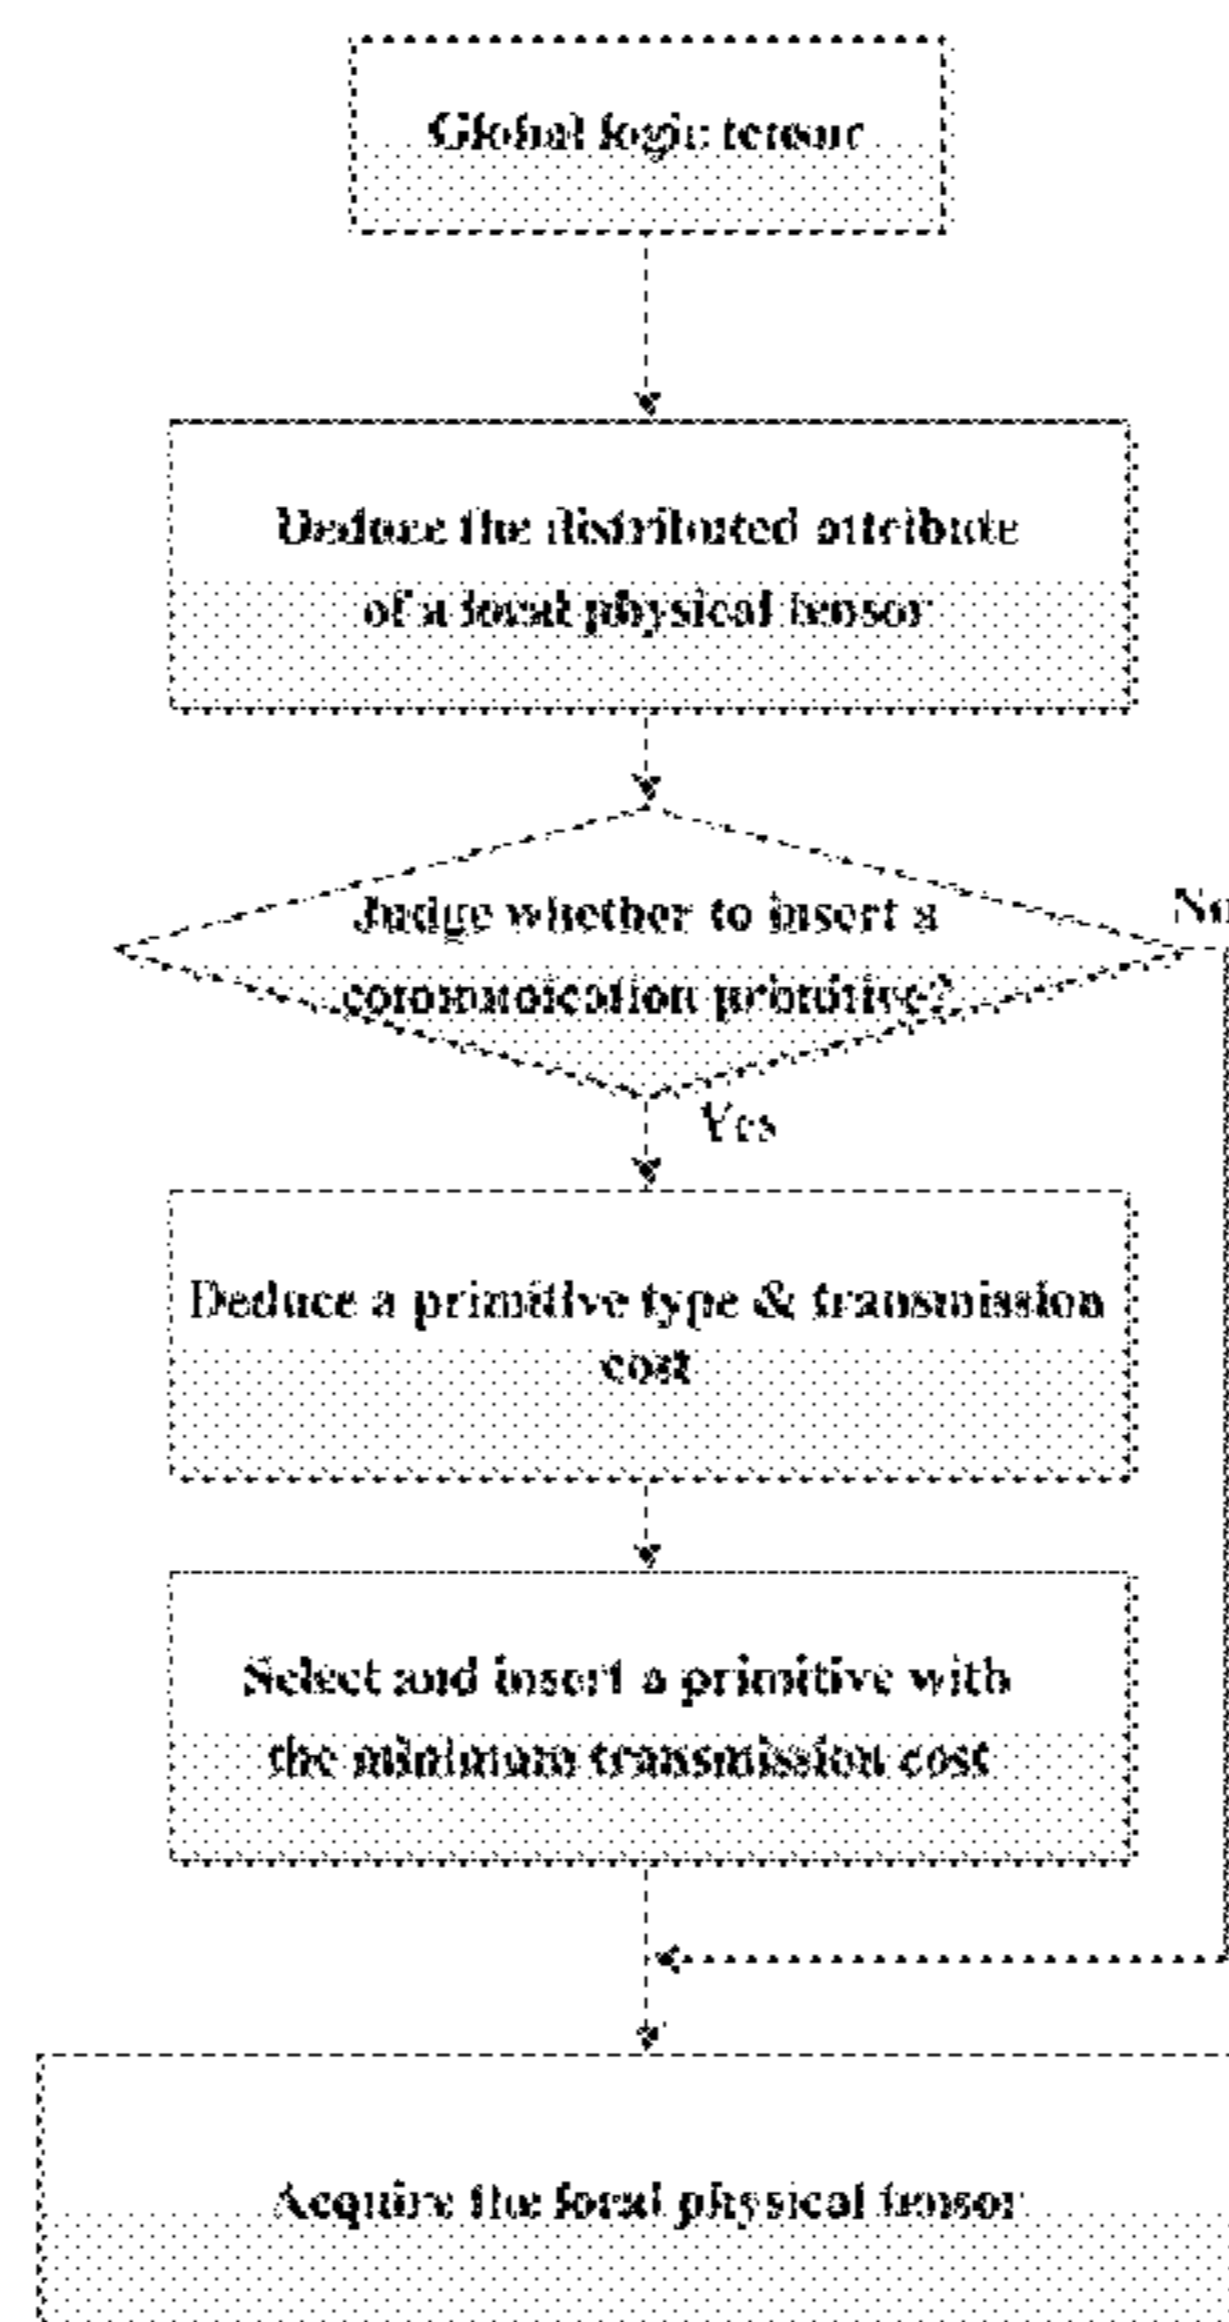 Global logic tensor
Deduce the distributed attribute
of a local physical tensor
Judge whether to insert a
communication primitive?
No
Yes
Deduce a primitive type & transmission
cost
Select and insert a primitive with
the minimum transmission cost
Acquire the local physical tensor